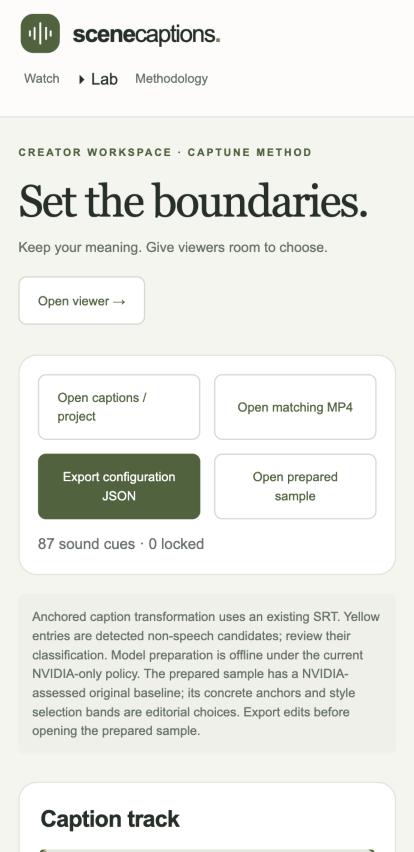 scenecaptions.
Watch Lab Methodology
CREATOR WORKSPACE · CAPTUNE METHOD
Set the boundaries.
Keep your meaning. Give viewers room to choose.
Open viewer →
Open captions /
project
Open matching MP4
Export configuration
JSON
Open prepared
sample
87 sound cues · 0 locked
Anchored caption transformation uses an existing SRT. Yellow
entries are detected non-speech candidates; review their
classification. Model preparation is offline under the current
NVIDIA-only policy. The prepared sample has a NVIDIA-
assessed original baseline; its concrete anchors and style
selection bands are editorial choices. Export edits before
opening the prepared sample.
Caption track